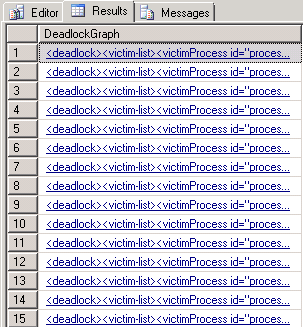 Editor Results Messages
DeadlockGraph
1 <deadlock><victim-list><victimProcess id="proces...
2 <deadlock><victim-list><victimProcess id="proces...
3 <deadlock><victim-list><victimProcess id="proces...
4 <deadlock><victim-list><victimProcess id="proces...
5 <deadlock><victim-list><victimProcess id="proces...
6 <deadlock><victim-list><victimProcess id="proces...
7 <deadlock><victim-list><victimProcess id="proces...
8 <deadlock><victim-list><victimProcess id="proces...
9 <deadlock><victim-list><victimProcess id="proces...
10 <deadlock><victim-list><victimProcess id="proces...
11 <deadlock><victim-list><victimProcess id="proces...
12 <deadlock><victim-list><victimProcess id="proces...
13 <deadlock><victim-list><victimProcess id="proces...
14 <deadlock><victim-list><victimProcess id="proces...
15 <deadlock><victim-list><victimProcess id="proces...